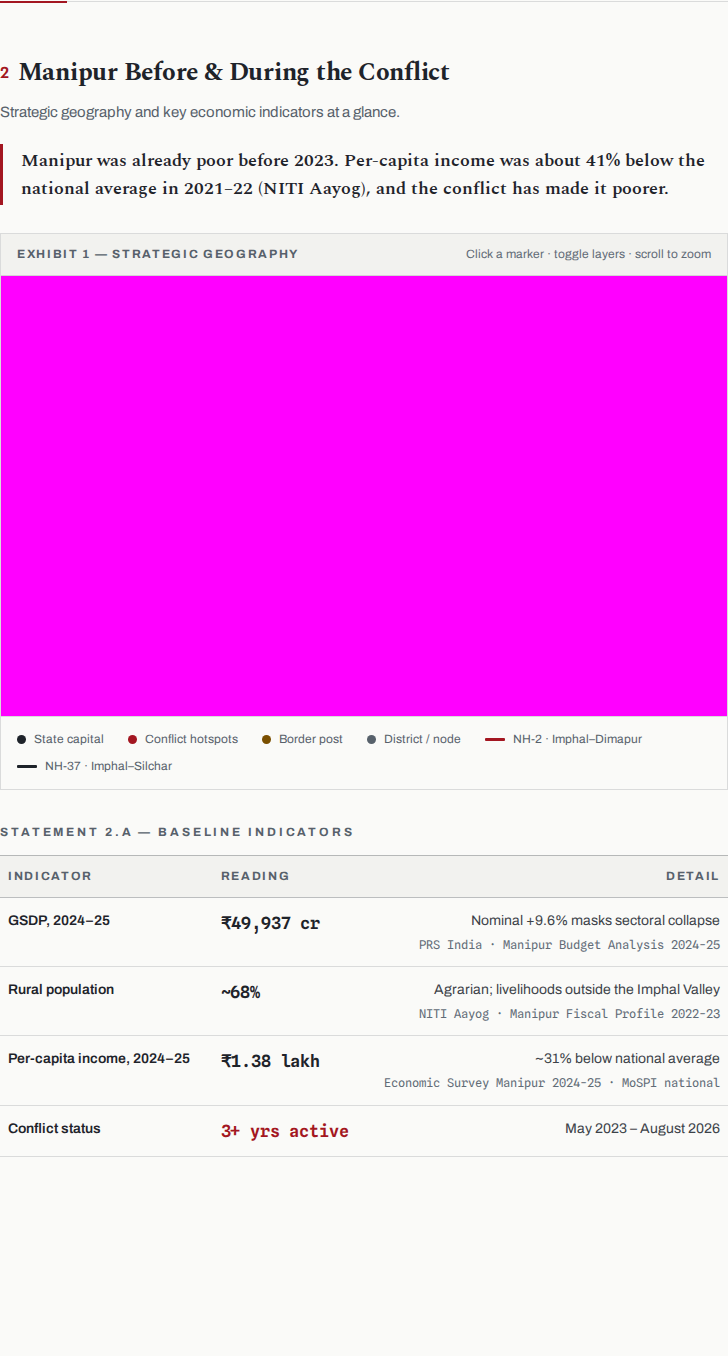 2 Manipur Before & During the Conflict
Strategic geography and key economic indicators at a glance.
Manipur was already poor before 2023. Per-capita income was about 41% below the
national average in 2021–22 (NITI Aayog), and the conflict has made it poorer.
EXHIBIT 1 — STRATEGIC GEOGRAPHY
Click a marker · toggle layers · scroll to zoom
State capital
Conflict hotspots
Border post
District / node
NH-2 · Imphal–Dimapur
NH-37 · Imphal–Silchar
STATEMENT 2.A — BASELINE INDICATORS
INDICATOR READING DETAIL
GSDP, 2024–25 ₹49,937 cr Nominal +9.6% masks sectoral collapse
PRS India · Manipur Budget Analysis 2024-25
Rural population ~68% Agrarian; livelihoods outside the Imphal Valley
NITI Aayog · Manipur Fiscal Profile 2022-23
Per-capita income, 2024–25 ₹1.38 lakh ~31% below national average
Economic Survey Manipur 2024-25 · MoSPI national
Conflict status 3+ yrs active May 2023 – August 2026